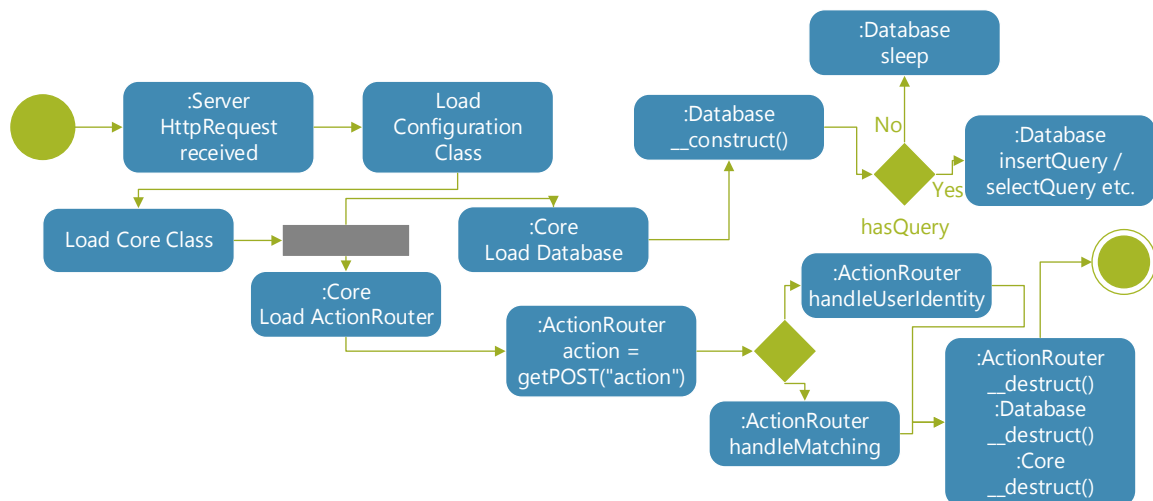 :Database
sleep
:Server
HttpRequest
received
Load
Configuration
Class
:Database
__construct()
No
:Database
insertQuery /
selectQuery etc.
Yes
hasQuery
Load Core Class
:Core
Load Database
:Core
Load ActionRouter
:ActionRouter
handleUserIdentity
:ActionRouter
action =
getPOST("action")
:ActionRouter
handleMatching
:ActionRouter
__destruct()
:Database
__destruct()
:Core
__destruct()